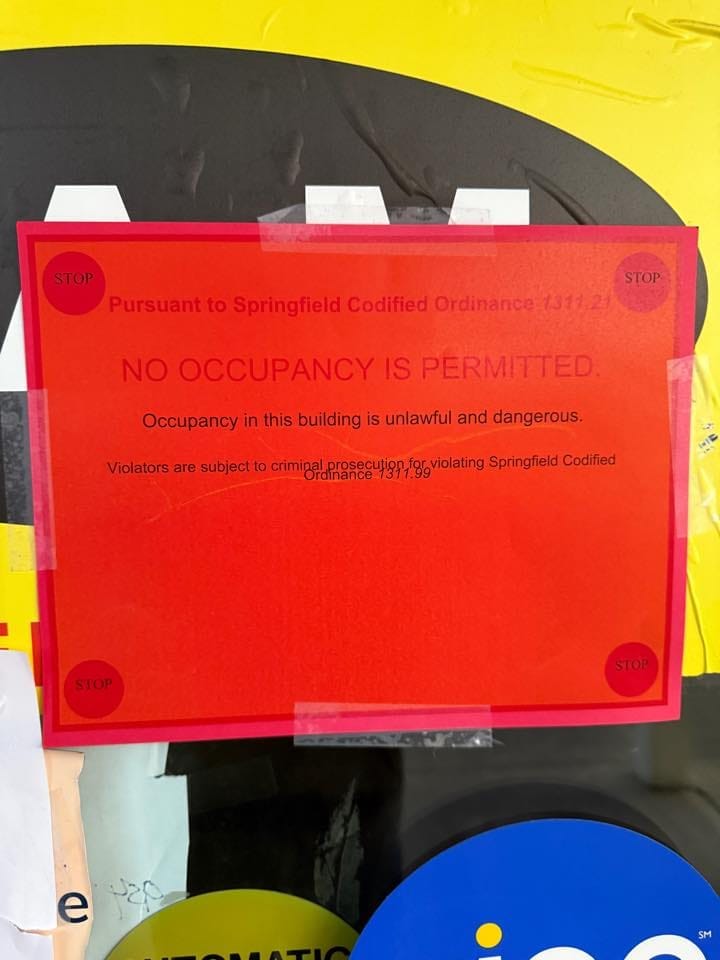 STOP
STOP
Pursuant to Springfield Codified Ordinance 1311.21
NO OCCUPANCY IS PERMITTED.
Occupancy in this building is unlawful and dangerous.
Violators are subject to criminal prosecution for violating Springfield Codified
Ordinance 1311.99
STOP
STOP
e
SM